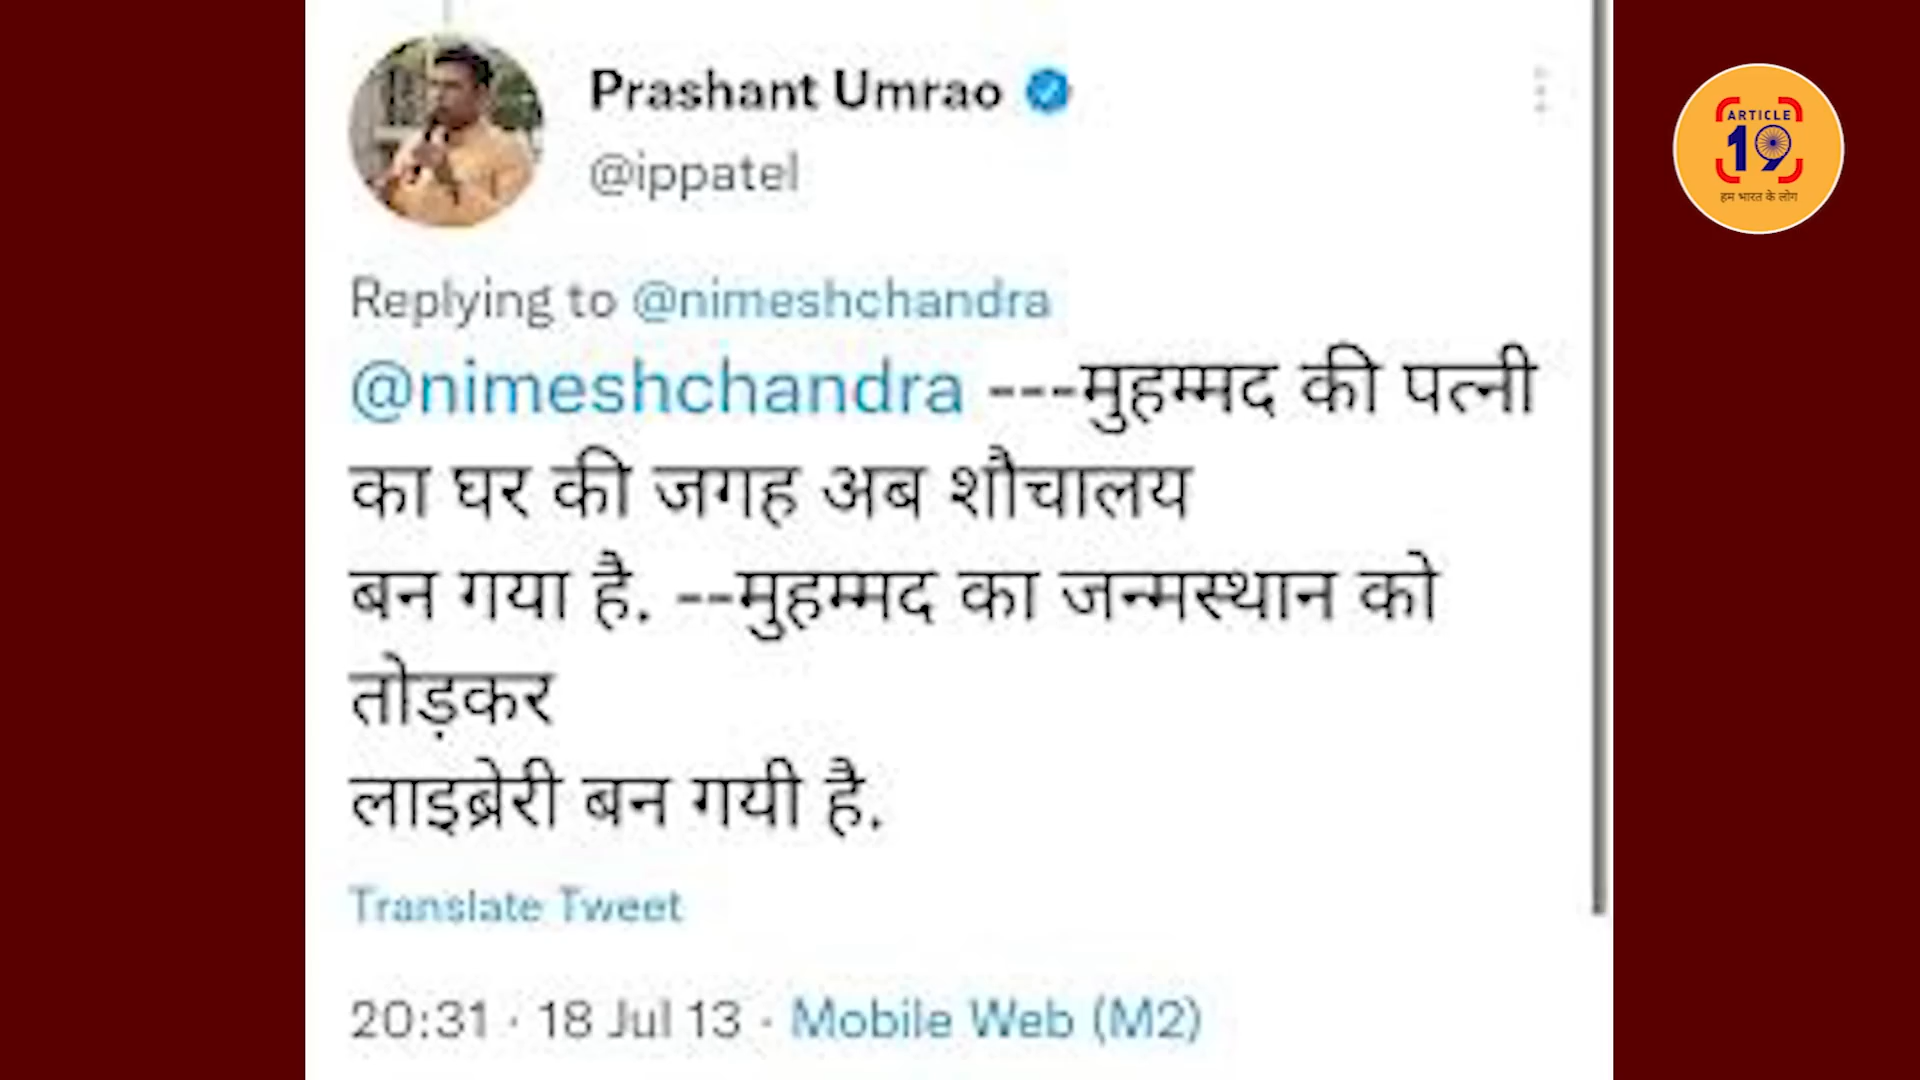 Prashant Umrao
@ippatel
Replying to @nimeshchandra
@nimeshchandra ---मुहम्मद की पत्नी
का घर की जगह अब शौचालय
बन गया है. --मुहम्मद का जन्मस्थान को
तोड़कर
लाइब्रेरी बन गयी है.
Translate Tweet
20:31 · 18 Jul 13 · Mobile Web (M2)
ARTICLE
19
हम भारत के लोग